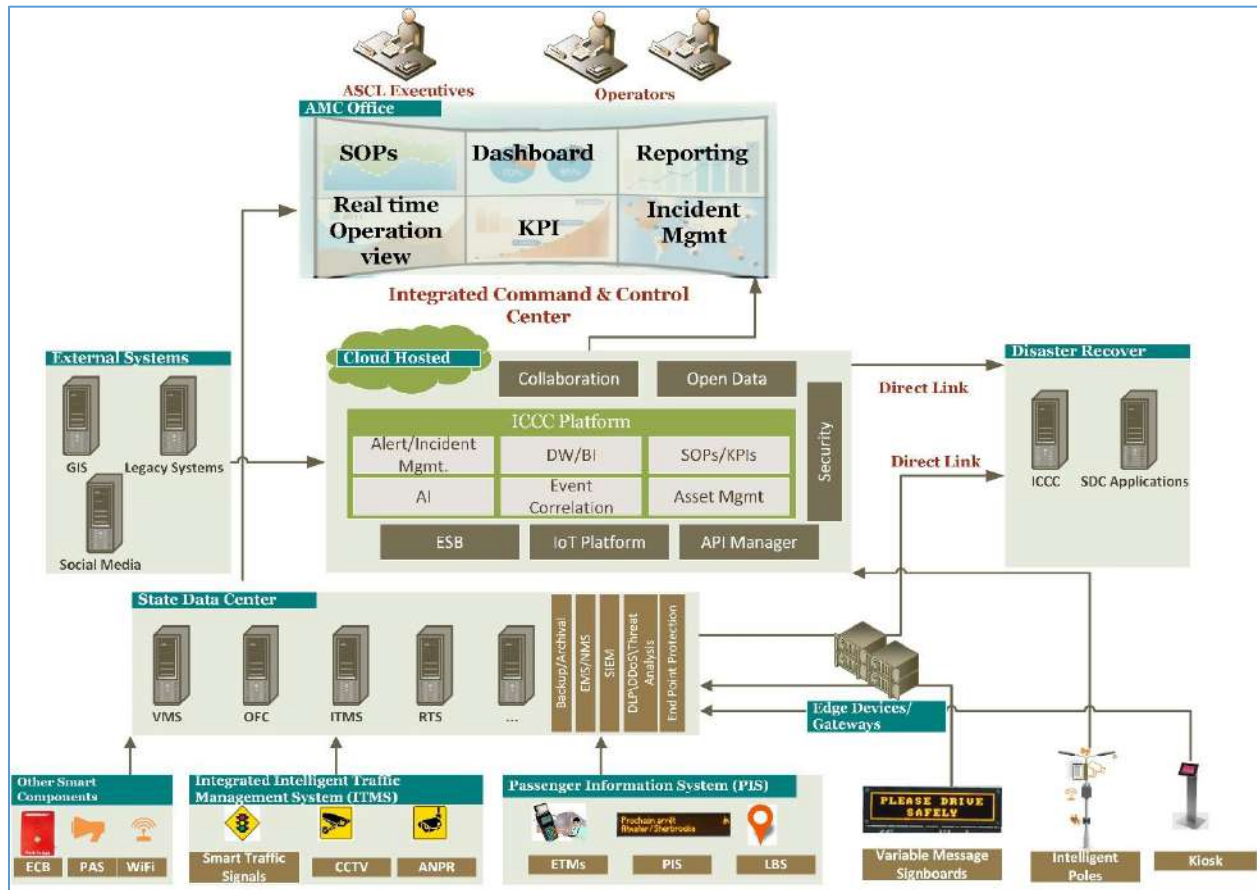 ASCL Executives
Operators
AMC Office
SOPs
Dashboard
Reporting
Real time
Operation
view
KPI
Incident
Mgmt
Integrated Command & Control
Center
External Systems
GIS
Legacy Systems
Social Media
Cloud Hosted
Collaboration
Open Data
ICCC Platform
Alert/Incident
Mgmt.
DW/BI
SOPs/KPIs
AI
Event
Correlation
Asset Mgmt
Security
ESB
IoT Platform
API Manager
Direct Link
Direct Link
Disaster Recover
ICCC
SDC Applications
State Data Center
VMS
OFC
ITMS
RTS
...
Backup/Archival
EMS/NMS
SIEM
DLP\DDoS\Threat
Analysis
End Point Protection
Edge Devices/
Gateways
Other Smart
Components
ECB
PAS
WiFi
Integrated Intelligent Traffic
Management System (ITMS)
Smart Traffic
Signals
CCTV
ANPR
Passenger Information System (PIS)
ETMs
Prochain arrêt
Atwater/Sherbrooke
PIS
LBS
PLEASE DRIVE
SAFELY
Variable Message
Signboards
Intelligent
Poles
Kiosk